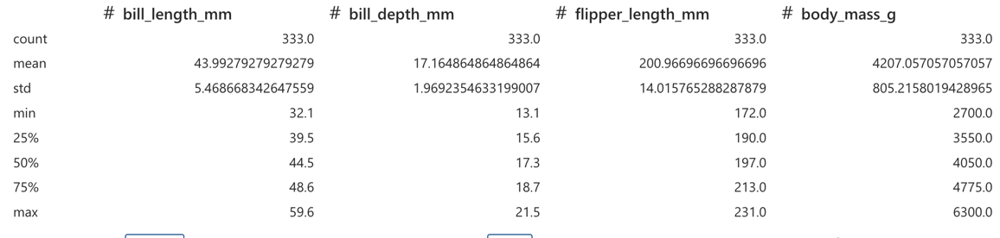 # bill_length_mm # bill_depth_mm # flipper_length_mm # body_mass_g
count 333.0 333.0 333.0 333.0
mean 43.99279279279279 17.164864864864864 200.96696696696696 4207.057057057057
std 5.468668342647559 1.9692354633199007 14.015765288287879 805.2158019428965
min 32.1 13.1 172.0 2700.0
25% 39.5 15.6 190.0 3550.0
50% 44.5 17.3 197.0 4050.0
75% 48.6 18.7 213.0 4775.0
max 59.6 21.5 231.0 6300.0